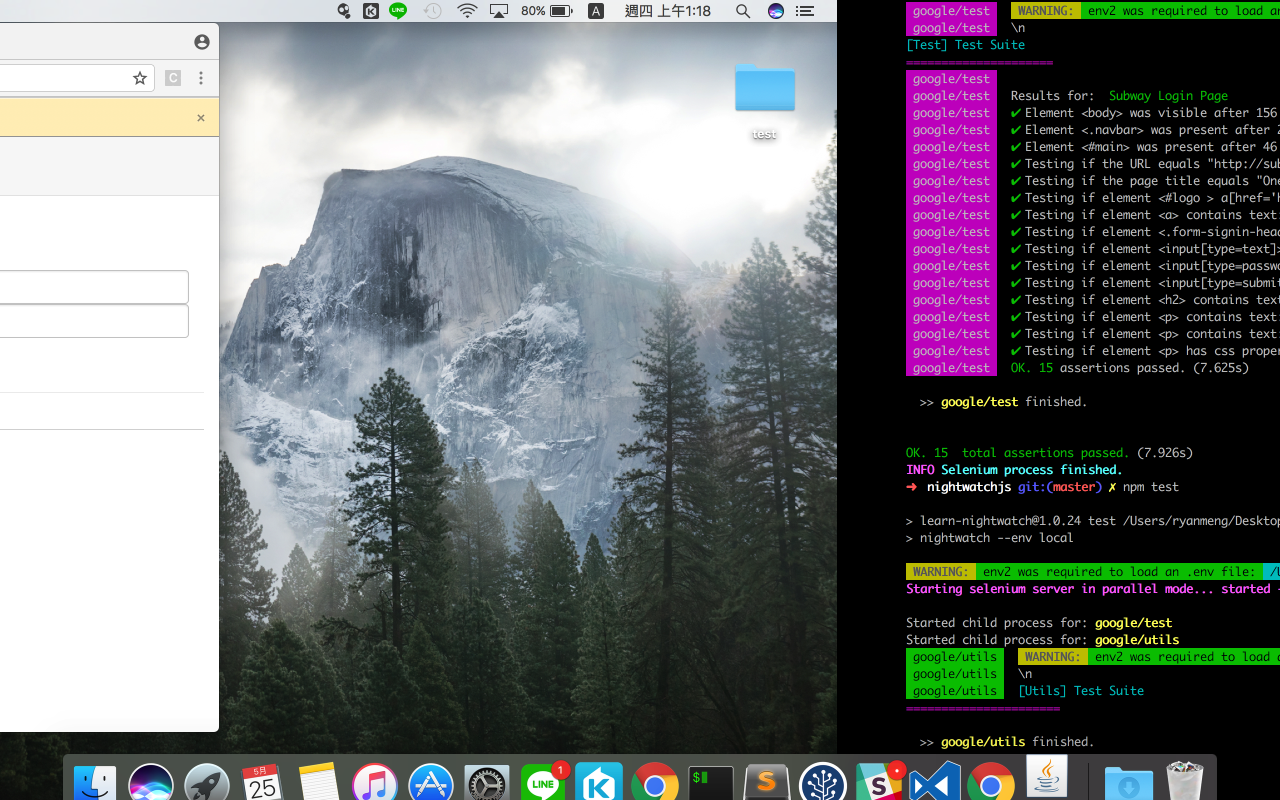 LINE
80%
A
週四 上午1:18
C
×
test
google/test WARNING: env2 was required to load an
google/test \n
[Test] Test Suite
=====================
google/test
google/test Results for:  Subway Login Page
google/test ✔ Element <body> was visible after 156
google/test ✔ Element <.navbar> was present after 2
google/test ✔ Element <#main> was present after 46
google/test ✔ Testing if the URL equals "http://sub
google/test ✔ Testing if the page title equals "One
google/test ✔ Testing if element <#logo > a[href='h
google/test ✔ Testing if element <a> contains text:
google/test ✔ Testing if element <.form-signin-head
google/test ✔ Testing if element <input[type=text]>
google/test ✔ Testing if element <input[type=passwo
google/test ✔ Testing if element <input[type=submit
google/test ✔ Testing if element <h2> contains text
google/test ✔ Testing if element <p> contains text:
google/test ✔ Testing if element <p> contains text:
google/test ✔ Testing if element <p> has css proper
google/test OK. 15 assertions passed. (7.625s)
>> google/test finished.
OK. 15  total assertions passed. (7.926s)
INFO Selenium process finished.
➜  nightwatchjs git:(master) ✗ npm test
> learn-nightwatch@1.0.24 test /Users/ryanmeng/Desktop
> nightwatch --env local
WARNING: env2 was required to load an .env file: /U
Starting selenium server in parallel mode... started -
Started child process for: google/test
Started child process for: google/utils
google/utils WARNING: env2 was required to load a
google/utils \n
google/utils [Utils] Test Suite
======================
>> google/utils finished.
5月
25
LINE
1
$
S
S